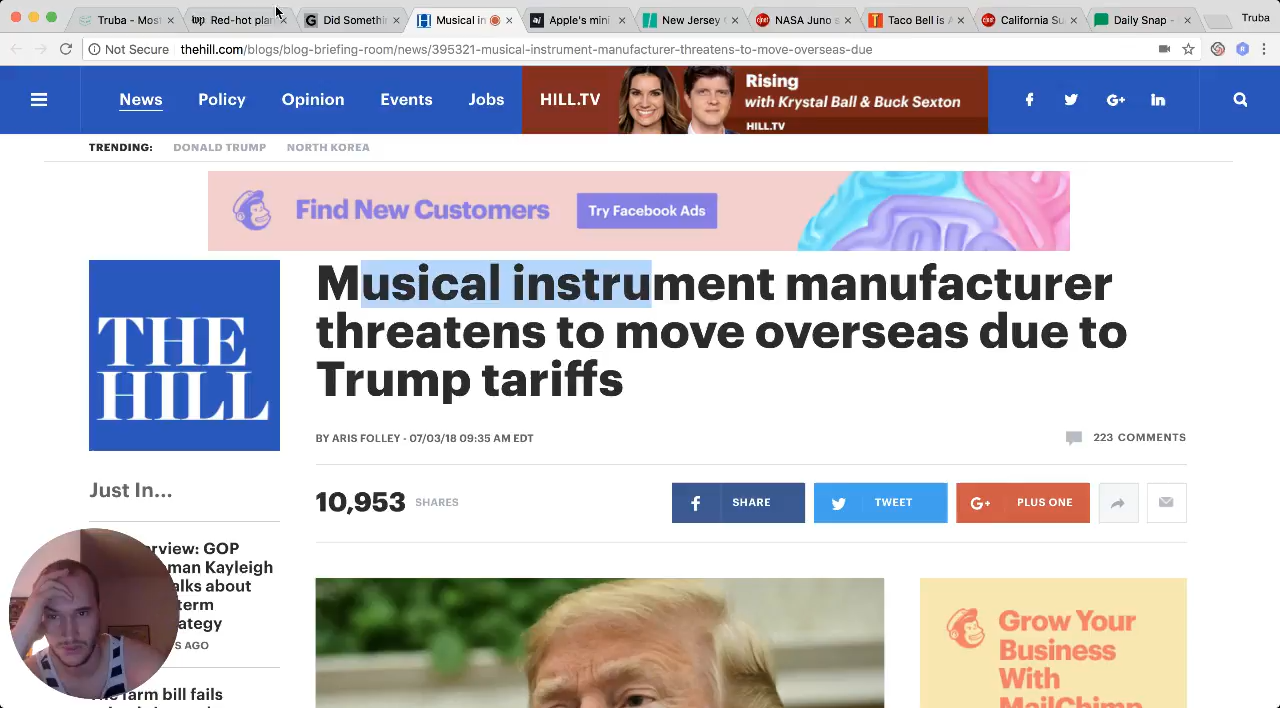 Truba - Most
Red-hot plan
Did Somethin
Musical in
Apple's mini
New Jersey G
NASA Juno s
Taco Bell is A
California Su
Daily Snap -
Truba
Not Secure
thehill.com/blogs/blog-briefing-room/news/395321-musical-instrument-manufacturer-threatens-to-move-overseas-due
News
Policy
Opinion
Events
Jobs
HILL.TV
Rising
with Krystal Ball & Buck Sexton
HILL.TV
TRENDING:
DONALD TRUMP
NORTH KOREA
Find New Customers
Try Facebook Ads
THE
HILL
Musical instrument manufacturer
threatens to move overseas due to
Trump tariffs
BY ARIS FOLLEY - 07/03/18 09:35 AM EDT
223 COMMENTS
10,953 SHARES
SHARE
TWEET
PLUS ONE
Just In...
rview: GOP
man Kayleigh
alks about
term
ategy
S AGO
farm bill fails
Grow Your
Business
With
MailChimp